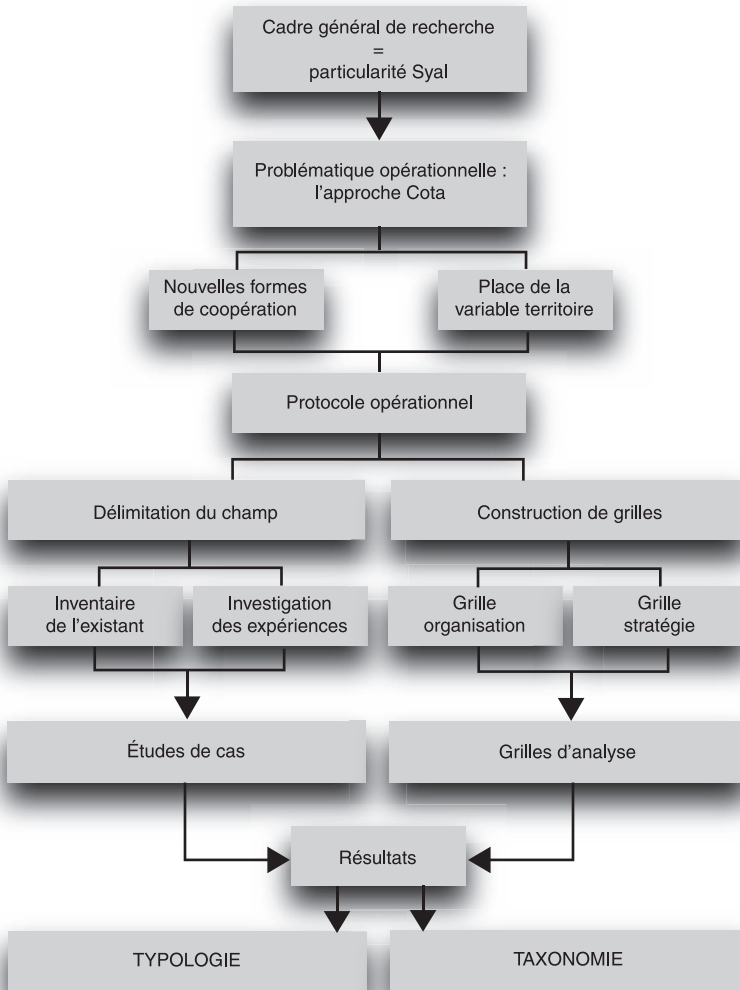 Cadre général de recherche
=
particularité Syal
Problématique opérationnelle :
l'approche Cota
Nouvelles formes
de coopération
Place de la
variable territoire
Protocole opérationnel
Délimitation du champ
Construction de grilles
Inventaire
de l'existant
Investigation
des expériences
Grille
organisation
Grille
stratégie
Études de cas
Grilles d'analyse
Résultats
TYPOLOGIE
TAXONOMIE